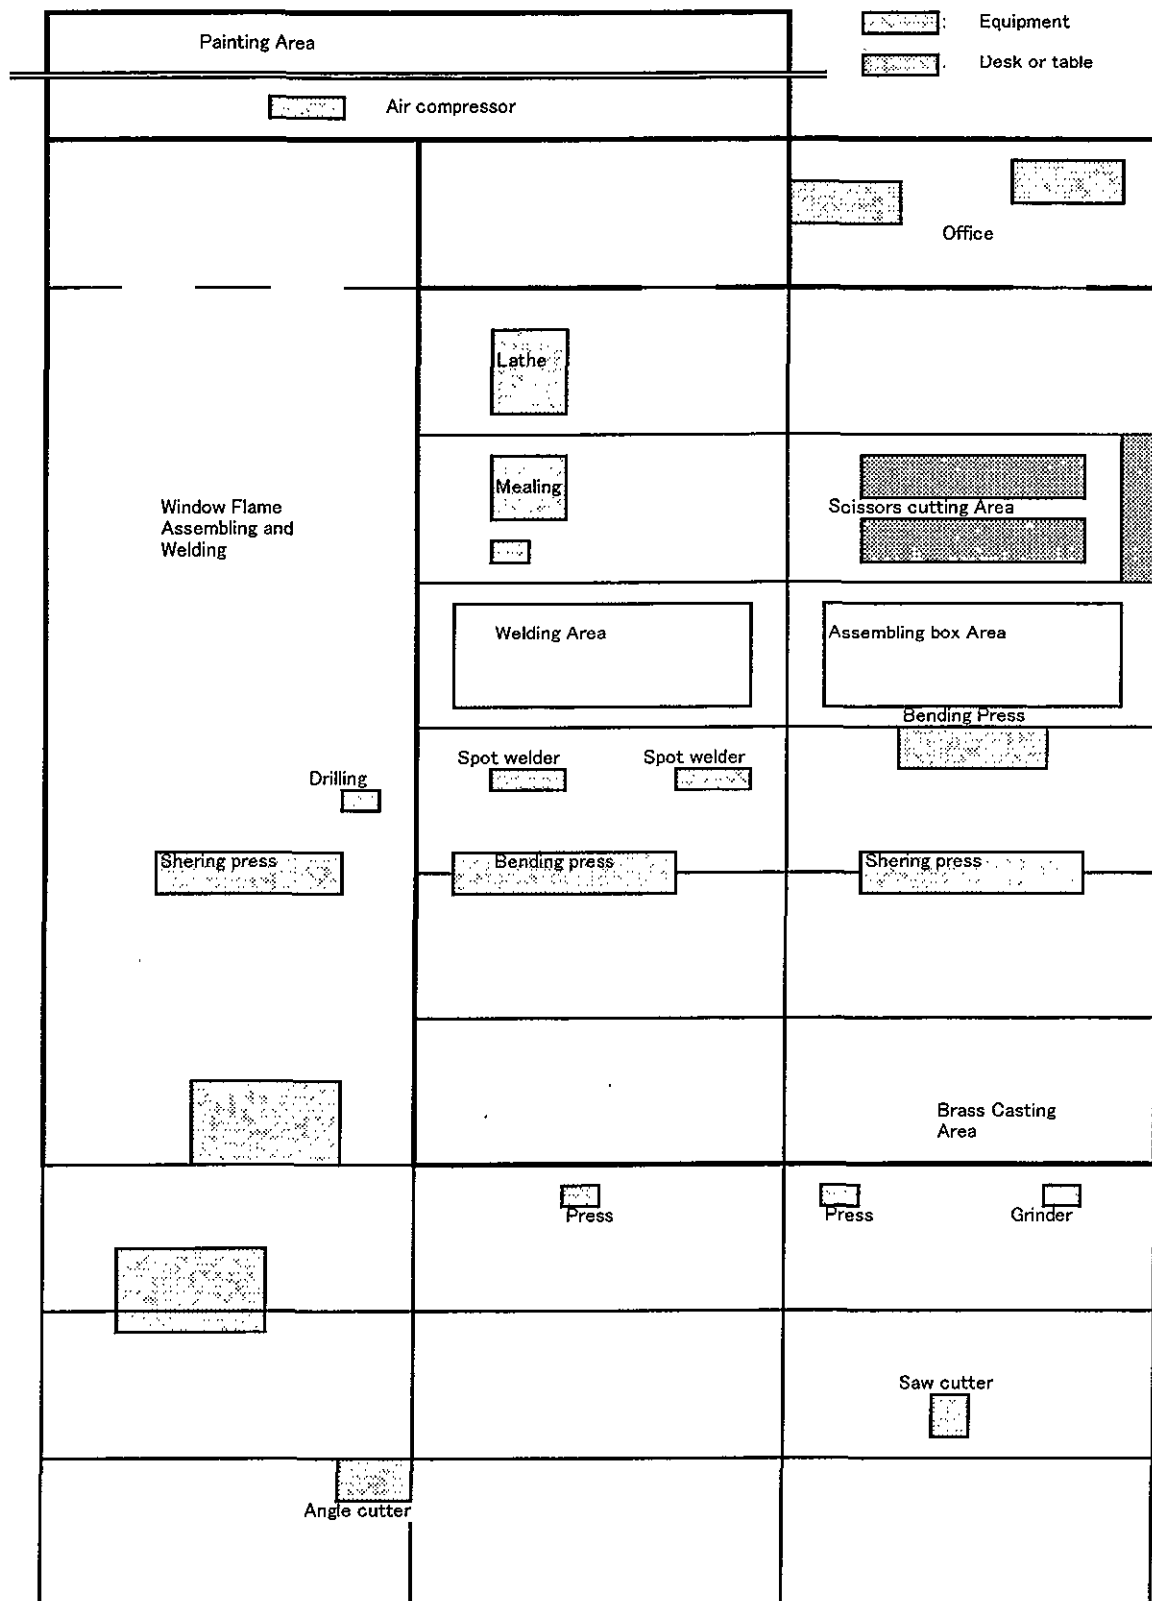 Painting Area
: Equipment
: Desk or table
Air compressor
Office
Lathe
Mealing
Scissors cutting Area
Window Flame
Assembling and
Welding
Welding Area
Assembling box Area
Bending Press
Spot welder
Spot welder
Drilling
Shering press
Bending press
Shering press
Brass Casting
Area
Press
Press
Grinder
Saw cutter
Angle cutter